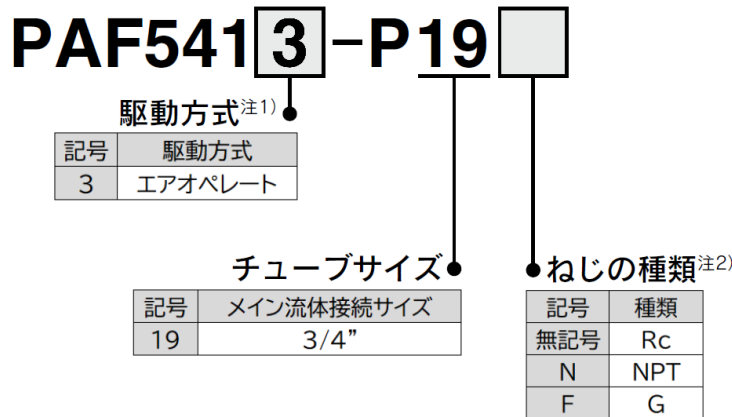 PAF5413-P19
駆動方式注1)
記号 駆動方式
3 エアオペレート
チューブサイズ
記号 メイン流体接続サイズ
19 3/4”
ねじの種類注2)
記号 種類
無記号 Rc
N NPT
F G